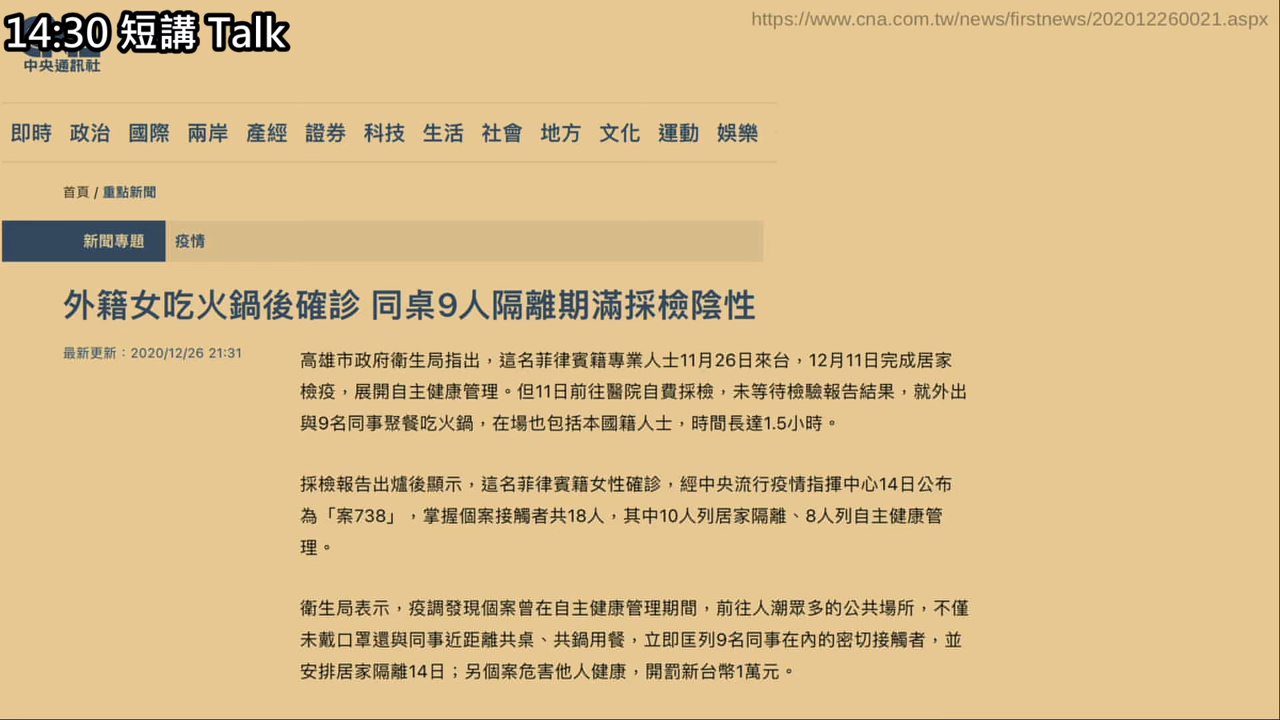 14:30 短講 Talk
https://www.cna.com.tw/news/firstnews/202012260021.aspx
中央通訊社
即時 政治 國際 兩岸 產經 證券 科技 生活 社會 地方 文化 運動 娛樂
首頁 / 重點新聞
新聞專題 疫情
外籍女吃火鍋後確診 同桌9人隔離期滿採檢陰性
最新更新：2020/12/26 21:31
高雄市政府衛生局指出，這名菲律賓籍專業人士11月26日來台，12月11日完成居家
檢疫，展開自主健康管理。但11日前往醫院自費採檢，未等待檢驗報告結果，就外出
與9名同事聚餐吃火鍋，在場也包括本國籍人士，時間長達1.5小時。
採檢報告出爐後顯示，這名菲律賓籍女性確診，經中央流行疫情指揮中心14日公布
為「案738」，掌握個案接觸者共18人，其中10人列居家隔離、8人列自主健康管
理。
衛生局表示，疫調發現個案曾在自主健康管理期間，前往人潮眾多的公共場所，不僅
未戴口罩還與同事近距離共桌、共鍋用餐，立即匡列9名同事在內的密切接觸者，並
安排居家隔離14日；另個案危害他人健康，開罰新台幣1萬元。